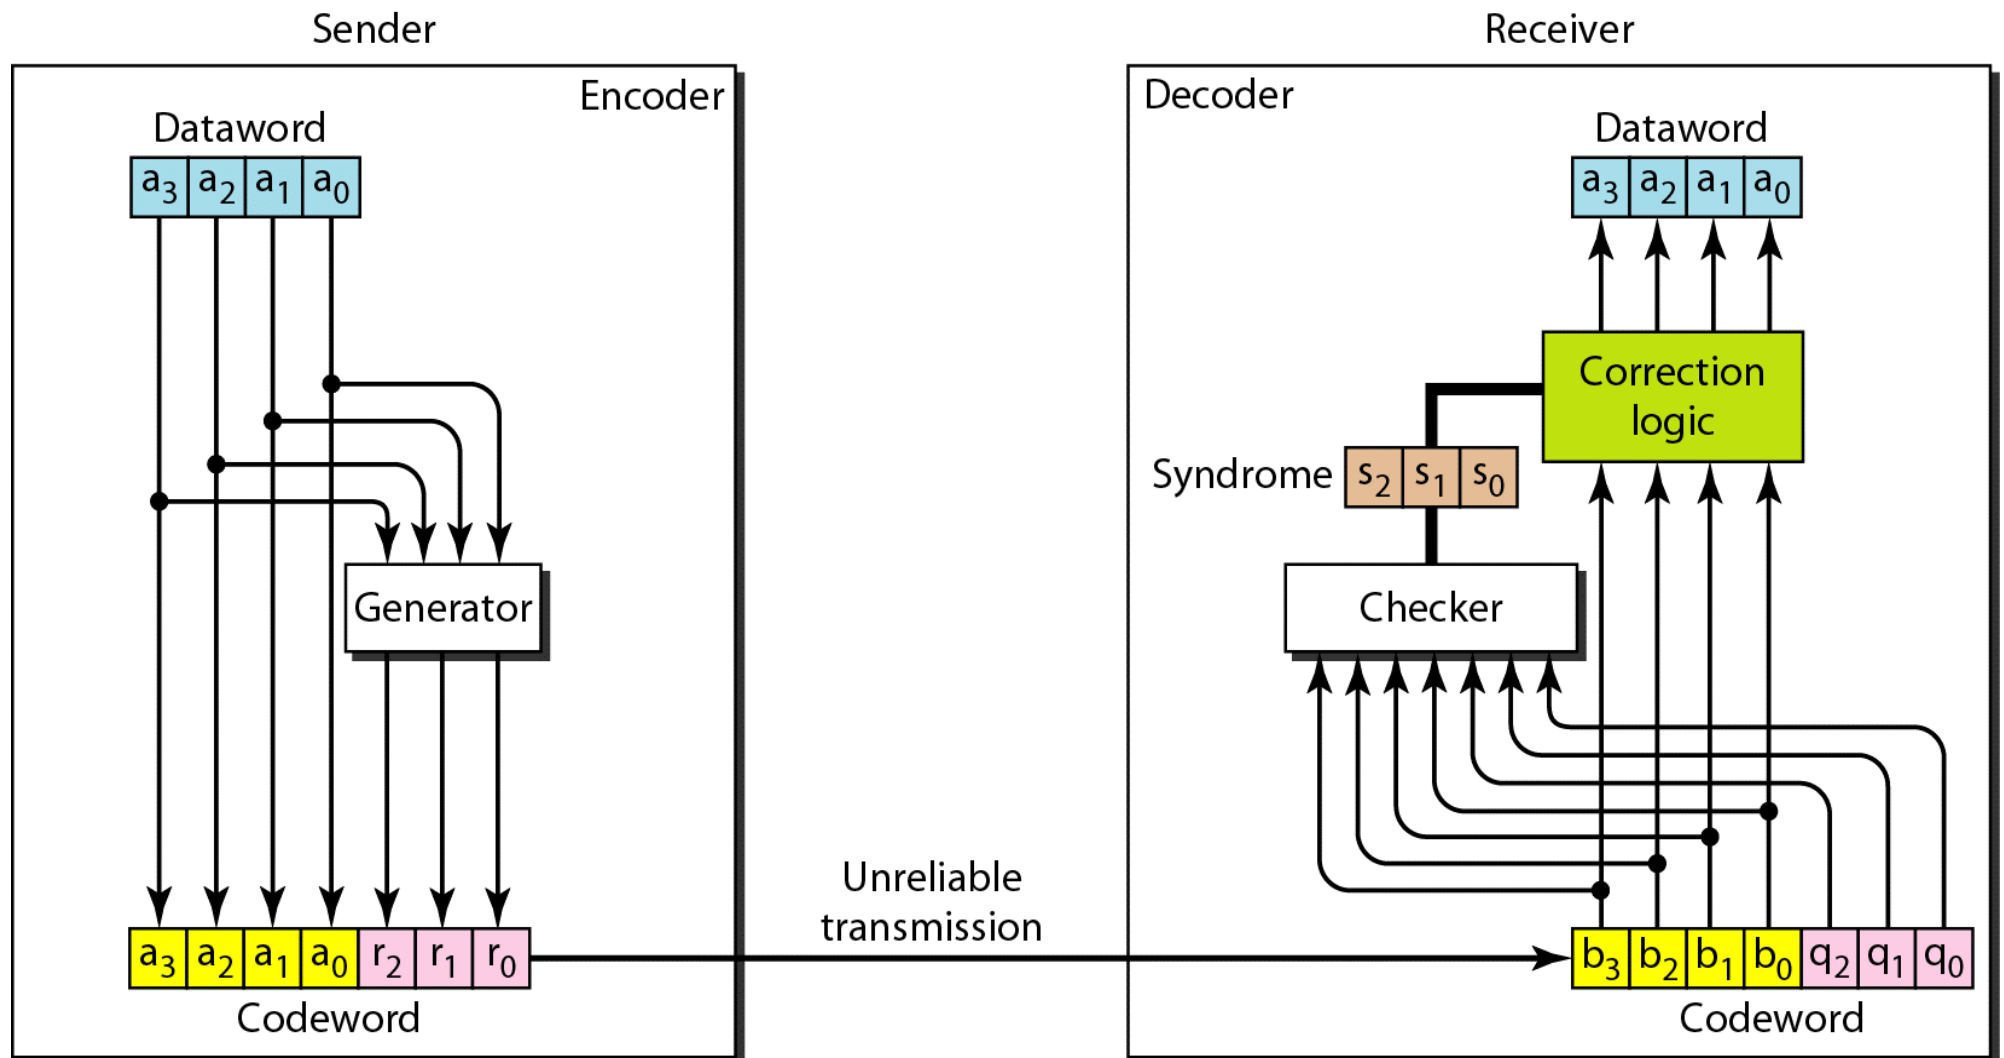 Sender
Encoder
Dataword
a3 a2 a1 a0
Generator
a3 a2 a1 a0 r2 r1 r0
Codeword
Unreliable
transmission
Receiver
Decoder
Dataword
a3 a2 a1 a0
Correction
logic
Syndrome s2 s1 s0
Checker
b3 b2 b1 b0 q2 q1 q0
Codeword